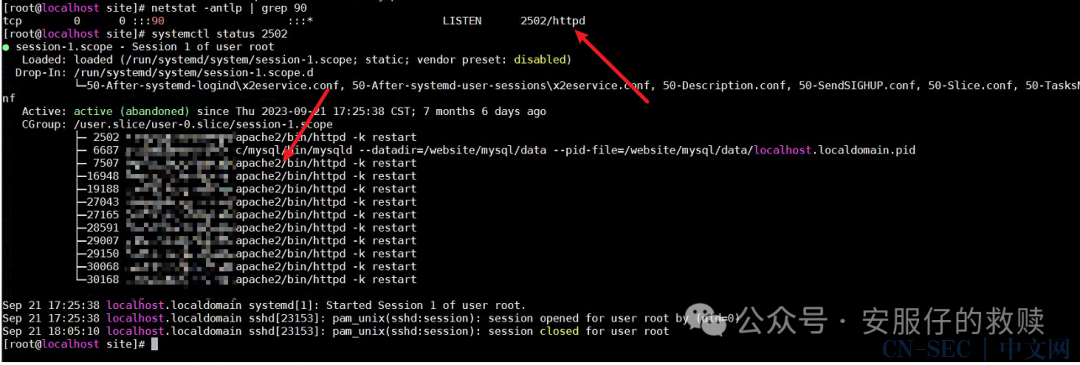 [root@localhost site]# netstat -antlp | grep 90
tcp 0 0 :::90 :::* LISTEN 2502/httpd
[root@localhost site]# systemctl status 2502
● session-1.scope - Session 1 of user root
Loaded: loaded (/run/systemd/system/session-1.scope; static; vendor preset: disabled)
Drop-In: /run/systemd/system/session-1.scope.d
└─50-After-systemd-logind\x2eservice.conf, 50-After-systemd-user-sessions\x2eservice.conf, 50-Description.conf, 50-SendSIGHUP.conf, 50-Slice.conf, 50-TasksM
nf
Active: active (abandoned) since Thu 2023-09-21 17:25:38 CST; 7 months 6 days ago
CGroup: /user.slice/user-0.slice/session-1.scope
├─ 2502 apache2/bin/httpd -k restart
├─ 6687 c/mysql/bin/mysqld --datadir=/website/mysql/data --pid-file=/website/mysql/data/localhost.localdomain.pid
├─ 7507 apache2/bin/httpd -k restart
├─16948 apache2/bin/httpd -k restart
├─19188 apache2/bin/httpd -k restart
├─27043 apache2/bin/httpd -k restart
├─27165 apache2/bin/httpd -k restart
├─28591 apache2/bin/httpd -k restart
├─29007 apache2/bin/httpd -k restart
├─29150 apache2/bin/httpd -k restart
├─30068 apache2/bin/httpd -k restart
└─30168 apache2/bin/httpd -k restart
Sep 21 17:25:38 localhost.localdomain systemd[1]: Started Session 1 of user root.
Sep 21 17:25:38 localhost.localdomain sshd[23153]: pam_unix(sshd:session): session opened for user root by (uid=0)
Sep 21 18:05:10 localhost.localdomain sshd[23153]: pam_unix(sshd:session): session closed for user root
[root@localhost site]#
公众号 · 安服仔的救赎
CN-SEC | 中文网